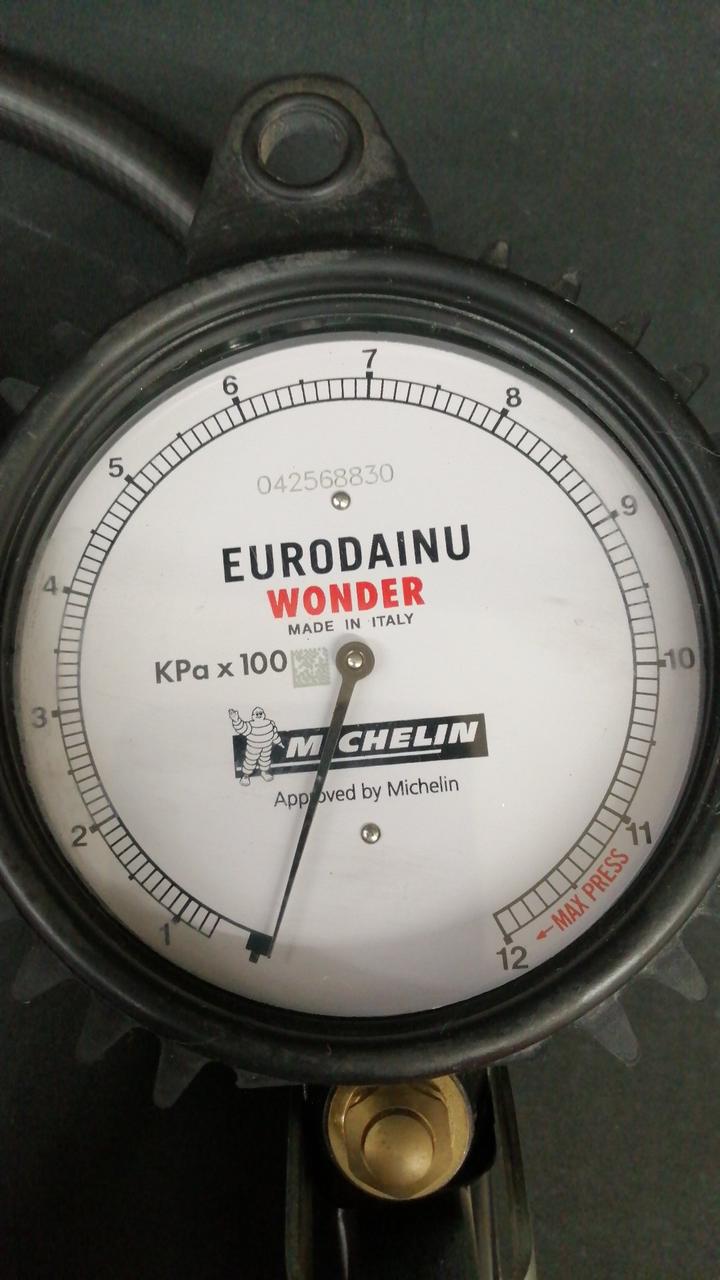 7
6
8
5
042568830
9
EURODAINU
4
WONDER
MADE IN ITALY
KPa x 100
10
3
MICHELIN
Approved by Michelin
2
11
MAX PRESS
1
12